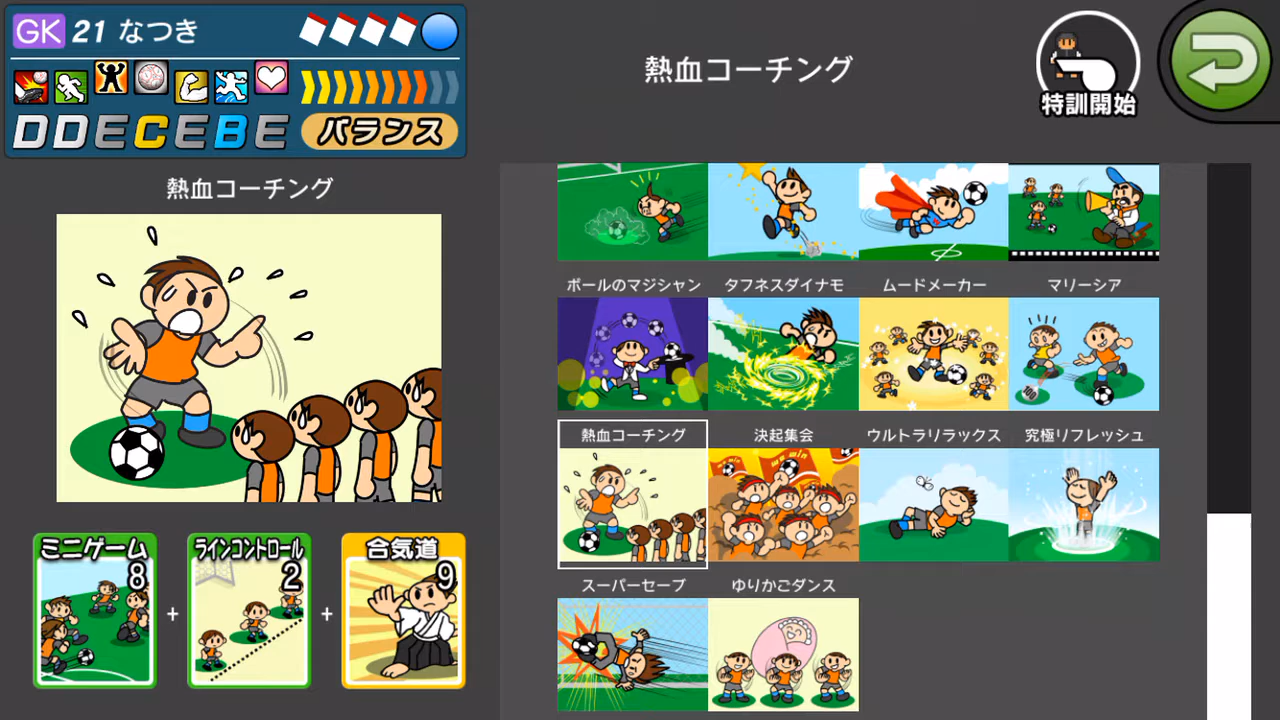 GK 21 なつき
DDECEBE
バランス
熱血コーチング
特訓開始
熱血コーチング
ボールのマジシャン
タフネスダイナモ
ムードメーカー
マリーシア
熱血コーチング
決起集会
ウルトラリラックス
究極リフレッシュ
スーパーセーブ
ゆりかごダンス
ミニゲーム
8
+
ラインコントロール
2
+
合気道
9